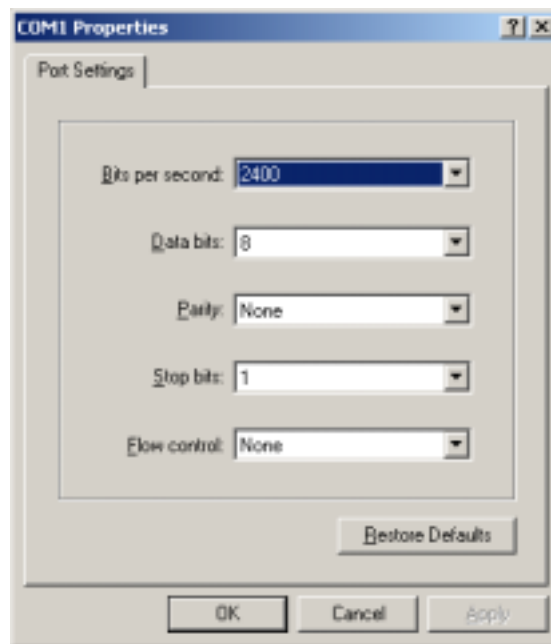 COM1 Properties
Port Settings
Bits per second: 2400
Data bits: 8
Parity: None
Stop bits: 1
Flow control: None
Restore Defaults
OK Cancel Apply